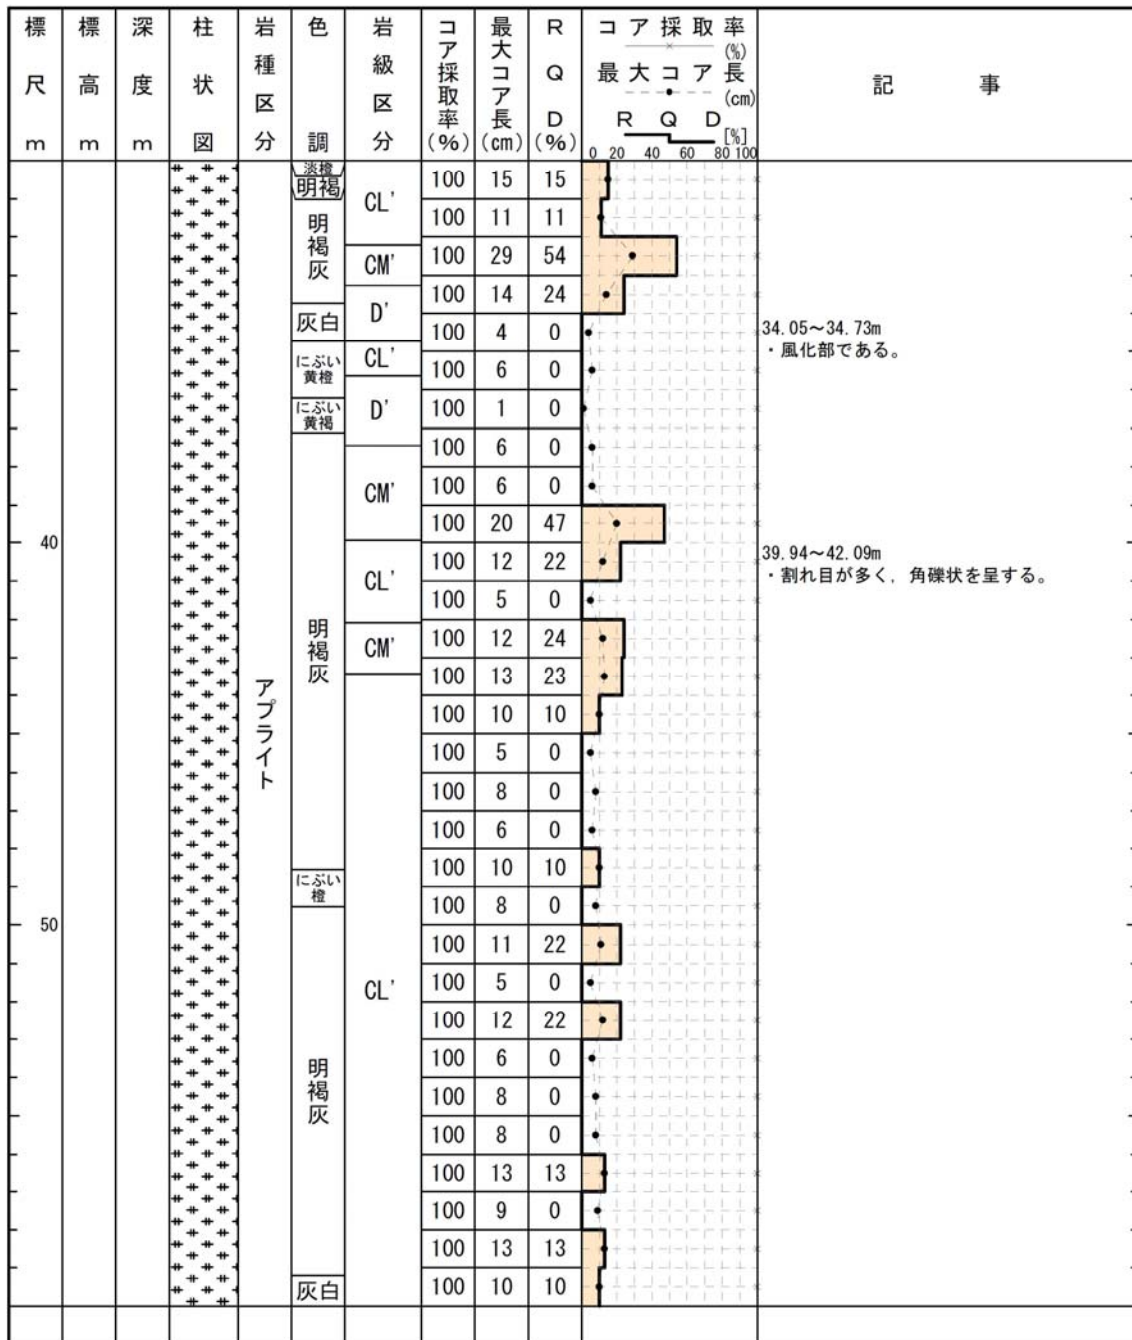 標尺m
標高m
深度m
柱状図
岩種区分
色調
岩級区分
コア採取率(%)
最大コア長(cm)
RQD(%)
コア採取率(%)
最大コア長(cm)
RQD[%]
0 20 40 60 80 100
記事
淡橙
明褐
明褐灰
灰白
にぶい
黄橙
にぶい
黄褐
明褐灰
にぶい
橙
明褐灰
灰白
CL'
CM'
D'
CL'
D'
CM'
CL'
CM'
CL'
アプライト
40
50
100 15 15
100 11 11
100 29 54
100 14 24
100 4 0
100 6 0
100 1 0
100 6 0
100 6 0
100 20 47
100 12 22
100 5 0
100 12 24
100 13 23
100 10 10
100 5 0
100 8 0
100 6 0
100 10 10
100 8 0
100 11 22
100 5 0
100 12 22
100 6 0
100 8 0
100 8 0
100 13 13
100 9 0
100 13 13
100 10 10
34.05～34.73m
・風化部である。
39.94～42.09m
・割れ目が多く，角礫状を呈する。